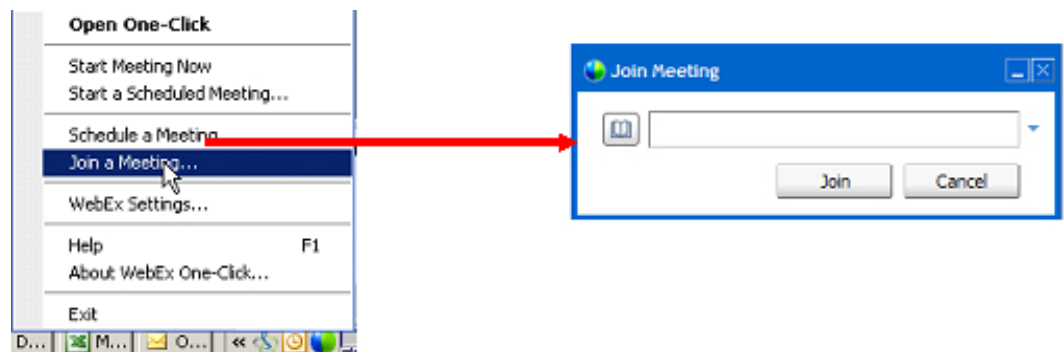 Open One-Click
Start Meeting Now
Start a Scheduled Meeting...
Schedule a Meeting
Join a Meeting...
WebEx Settings...
Help F1
About WebEx One-Click...
Exit
D... M... O... «
Join Meeting
Join Cancel